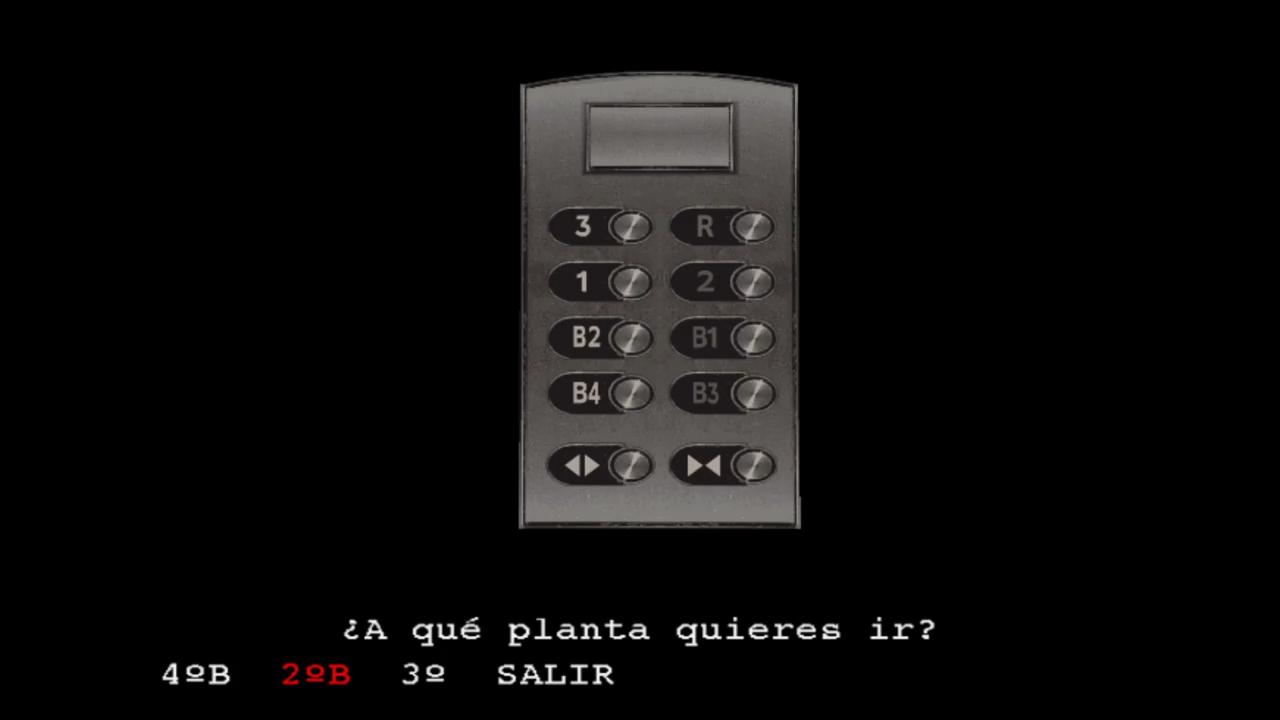 3 R
1 2
B2 B1
B4 B3
¿A qué planta quieres ir?
4ºB 2ºB 3º SALIR